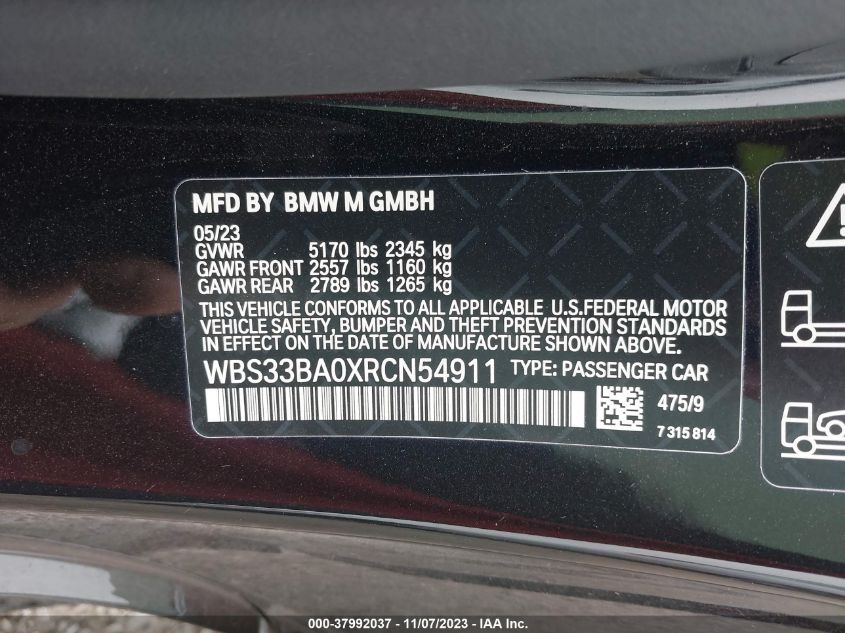 MFD BY BMW M GMBH
05/23
GVWR 5170 lbs 2345 kg
GAWR FRONT 2557 lbs 1160 kg
GAWR REAR 2789 lbs 1265 kg
THIS VEHICLE CONFORMS TO ALL APPLICABLE U.S.FEDERAL MOTOR
VEHICLE SAFETY, BUMPER AND THEFT PREVENTION STANDARDS
IN EFFECT ON THE DATE OF MANUFACTURE SHOWN ABOVE.
WBS33BA0XRCN54911 TYPE: PASSENGER CAR
475/9
7 315 814
000-37992037 - 11/07/2023 - IAA Inc.